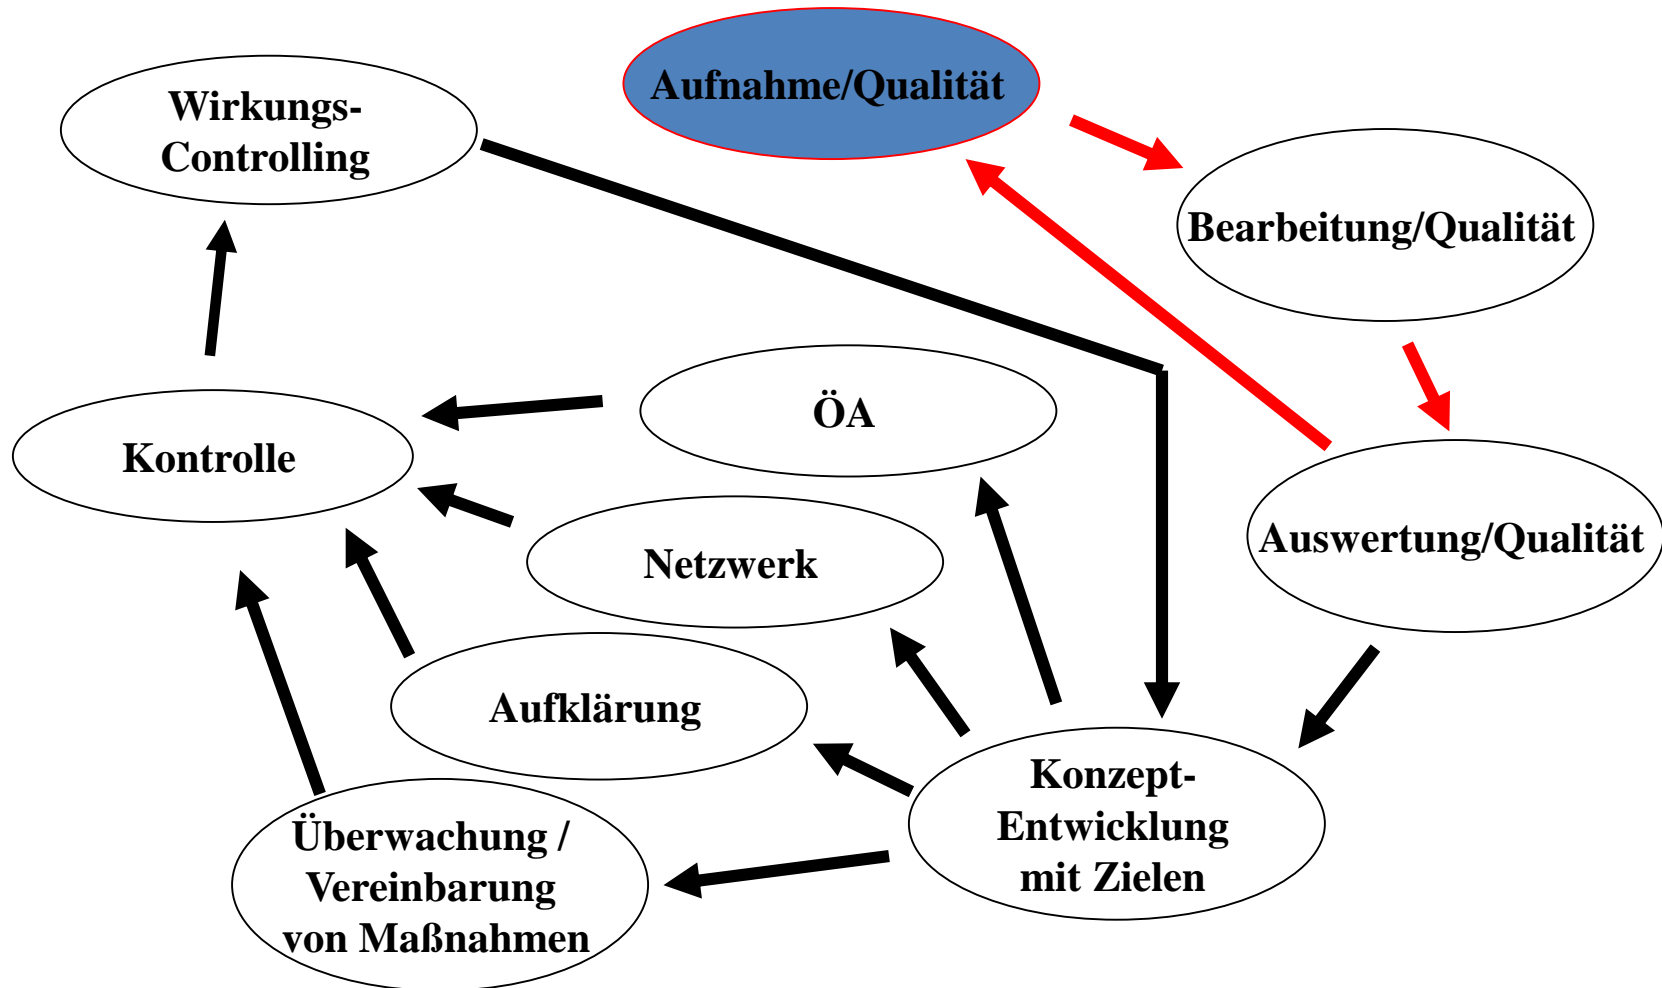 Aufnahme/Qualität
Wirkungs-
Controlling
Bearbeitung/Qualität
ÖA
Kontrolle
Auswertung/Qualität
Netzwerk
Aufklärung
Konzept-
Entwicklung
mit Zielen
Überwachung /
Vereinbarung
von Maßnahmen